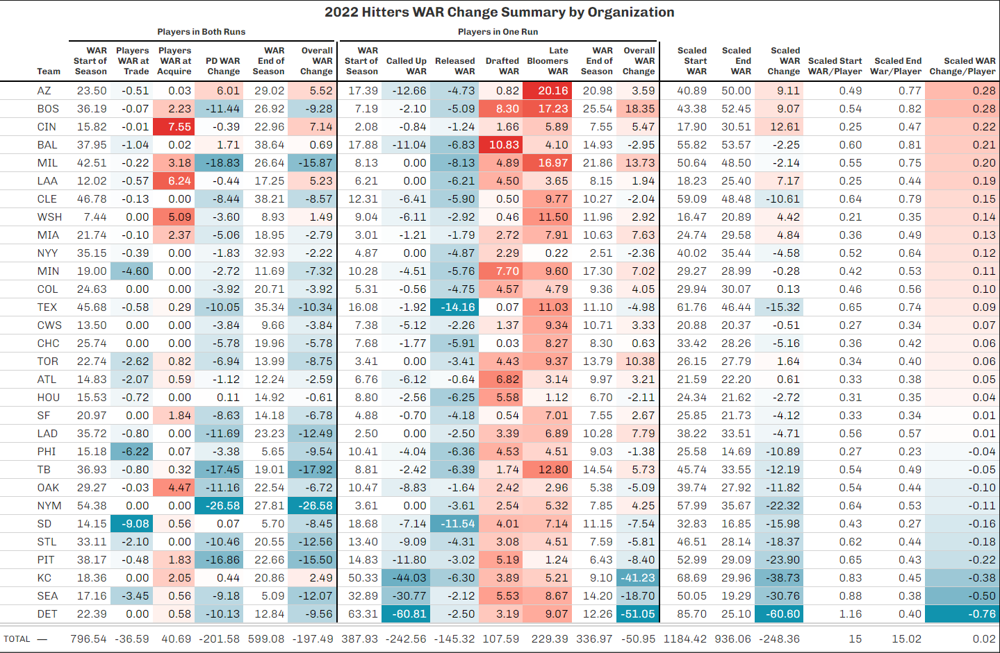 2022 Hitters WAR Change Summary by Organization
Players in Both Runs Players in One Run
Team WAR Start of Season Players WAR at Trade Players WAR at Acquire PD WAR Change WAR End of Season Overall WAR Change WAR Start of Season Called Up WAR Released WAR Drafted WAR Late Bloomers WAR WAR End of Season Overall WAR Change Scaled Start WAR Scaled End WAR Scaled WAR Change Scaled Start WAR/Player Scaled End War/Player Scaled WAR Change/Player
AZ 23.50 -0.51 0.03 6.01 29.02 5.52 17.39 -12.66 -4.73 0.82 20.16 20.98 3.59 40.89 50.00 9.11 0.49 0.77 0.28
BOS 36.19 -0.07 2.23 -11.44 26.92 -9.28 7.19 -2.10 -5.09 8.30 17.23 25.54 18.35 43.38 52.45 9.07 0.54 0.82 0.28
CIN 15.82 -0.01 7.55 -0.39 22.96 7.14 2.08 -0.84 -1.24 1.66 5.89 7.55 5.47 17.90 30.51 12.61 0.25 0.47 0.22
BAL 37.95 -1.04 0.02 1.71 38.64 0.69 17.88 -11.04 -6.83 10.83 4.10 14.93 -2.95 55.82 53.57 -2.25 0.60 0.81 0.21
MIL 42.51 -0.22 3.18 -18.83 26.64 -15.87 8.13 0.00 -8.13 4.89 16.97 21.86 13.73 50.64 48.50 -2.14 0.55 0.75 0.20
LAA 12.02 -0.57 6.24 -0.44 17.25 5.23 6.21 0.00 -6.21 4.50 3.65 8.15 1.94 18.23 25.40 7.17 0.25 0.44 0.19
CLE 46.78 -0.13 0.00 -8.44 38.21 -8.57 12.31 -6.41 -5.90 0.50 9.77 10.27 -2.04 59.09 48.48 -10.61 0.64 0.79 0.15
WSH 7.44 0.00 5.09 -3.60 8.93 1.49 9.04 -6.11 -2.92 0.46 11.50 11.96 2.92 16.47 20.89 4.42 0.21 0.35 0.14
MIA 21.74 -0.10 2.37 -5.06 18.95 -2.79 3.01 -1.21 -1.79 2.72 7.91 10.63 7.63 24.74 29.58 4.84 0.36 0.49 0.13
NYY 35.15 -0.39 0.00 -1.83 32.93 -2.22 4.87 0.00 -4.87 2.29 0.22 2.51 -2.36 40.02 35.44 -4.58 0.52 0.64 0.12
MIN 19.00 -4.60 0.00 -2.72 11.69 -7.32 10.28 -4.51 -5.76 7.70 9.60 17.30 7.02 29.27 28.99 -0.28 0.42 0.53 0.11
COL 24.63 0.00 0.00 -3.92 20.71 -3.92 5.31 -0.56 -4.75 4.57 4.79 9.36 4.05 29.94 30.07 0.13 0.46 0.56 0.10
TEX 45.68 -0.58 0.29 -10.05 35.34 -10.34 16.08 -1.92 -14.16 0.07 11.03 11.10 -4.98 61.76 46.44 -15.32 0.65 0.74 0.09
CWS 13.50 0.00 0.00 -3.84 9.66 -3.84 7.38 -5.12 -2.26 1.37 9.34 10.71 3.33 20.88 20.37 -0.51 0.27 0.34 0.07
CHC 25.74 0.00 0.00 -5.78 19.96 -5.78 7.68 -1.77 -5.91 0.03 8.27 8.30 0.63 33.42 28.26 -5.16 0.36 0.42 0.06
TOR 22.74 -2.62 0.82 -6.94 13.99 -8.75 3.41 0.00 -3.41 4.43 9.37 13.79 10.38 26.15 27.79 1.64 0.34 0.40 0.06
ATL 14.83 -2.07 0.59 -1.12 12.24 -2.59 6.76 -6.12 -0.64 6.82 3.14 9.97 3.21 21.59 22.20 0.61 0.33 0.38 0.05
HOU 15.53 -0.72 0.00 0.11 14.92 -0.61 8.80 -2.56 -6.25 5.58 1.12 6.70 -2.11 24.34 21.62 -2.72 0.31 0.35 0.04
SF 20.97 0.00 1.84 -8.63 14.18 -6.78 4.88 -0.70 -4.18 0.54 7.01 7.55 2.67 25.85 21.73 -4.12 0.33 0.34 0.01
LAD 35.72 -0.80 0.00 -11.69 23.23 -12.49 2.50 0.00 -2.50 3.39 6.89 10.28 7.79 38.22 33.51 -4.71 0.56 0.57 0.01
PHI 15.18 -6.22 0.07 -3.38 5.65 -9.54 10.41 -4.04 -6.36 4.53 4.51 9.03 -1.38 25.58 14.69 -10.89 0.27 0.23 -0.04
TB 36.93 -0.80 0.32 -17.45 19.01 -17.92 8.81 -2.42 -6.39 1.74 12.80 14.54 5.73 45.74 33.55 -12.19 0.54 0.49 -0.05
OAK 29.27 -0.03 4.47 -11.16 22.54 -6.72 10.47 -8.83 -1.64 2.42 2.96 5.38 -5.09 39.74 27.92 -11.82 0.54 0.44 -0.10
NYM 54.38 0.00 0.00 -26.58 27.81 -26.58 3.61 0.00 -3.61 2.54 5.32 7.85 4.25 57.99 35.67 -22.32 0.64 0.53 -0.11
SD 14.15 -9.08 0.56 0.07 5.70 -8.45 18.68 -7.14 -11.54 4.01 7.14 11.15 -7.54 32.83 16.85 -15.98 0.43 0.27 -0.16
STL 33.11 -2.10 0.00 -10.46 20.55 -12.56 13.40 -9.09 -4.31 3.08 4.51 7.59 -5.81 46.51 28.14 -18.37 0.62 0.44 -0.18
PIT 38.17 -0.48 1.83 -16.86 22.66 -15.50 14.83 -11.80 -3.02 5.19 1.24 6.43 -8.40 52.99 29.09 -23.90 0.65 0.43 -0.22
KC 18.36 0.00 2.05 0.44 20.86 2.49 50.33 -44.03 -6.30 3.89 5.21 9.10 -41.23 68.69 29.96 -38.73 0.83 0.45 -0.38
SEA 17.16 -3.45 0.56 -9.18 5.09 -12.07 32.89 -30.77 -2.12 5.53 8.67 14.20 -18.70 50.05 19.29 -30.76 0.88 0.38 -0.50
DET 22.39 0.00 0.58 -10.13 12.84 -9.56 63.31 -60.81 -2.50 3.19 9.07 12.26 -51.05 85.70 25.10 -60.60 1.16 0.40 -0.76
TOTAL — 796.54 -36.59 40.69 -201.58 599.08 -197.49 387.93 -242.56 -145.32 107.59 229.39 336.97 -50.95 1184.42 936.06 -248.36 15 15.02 0.02